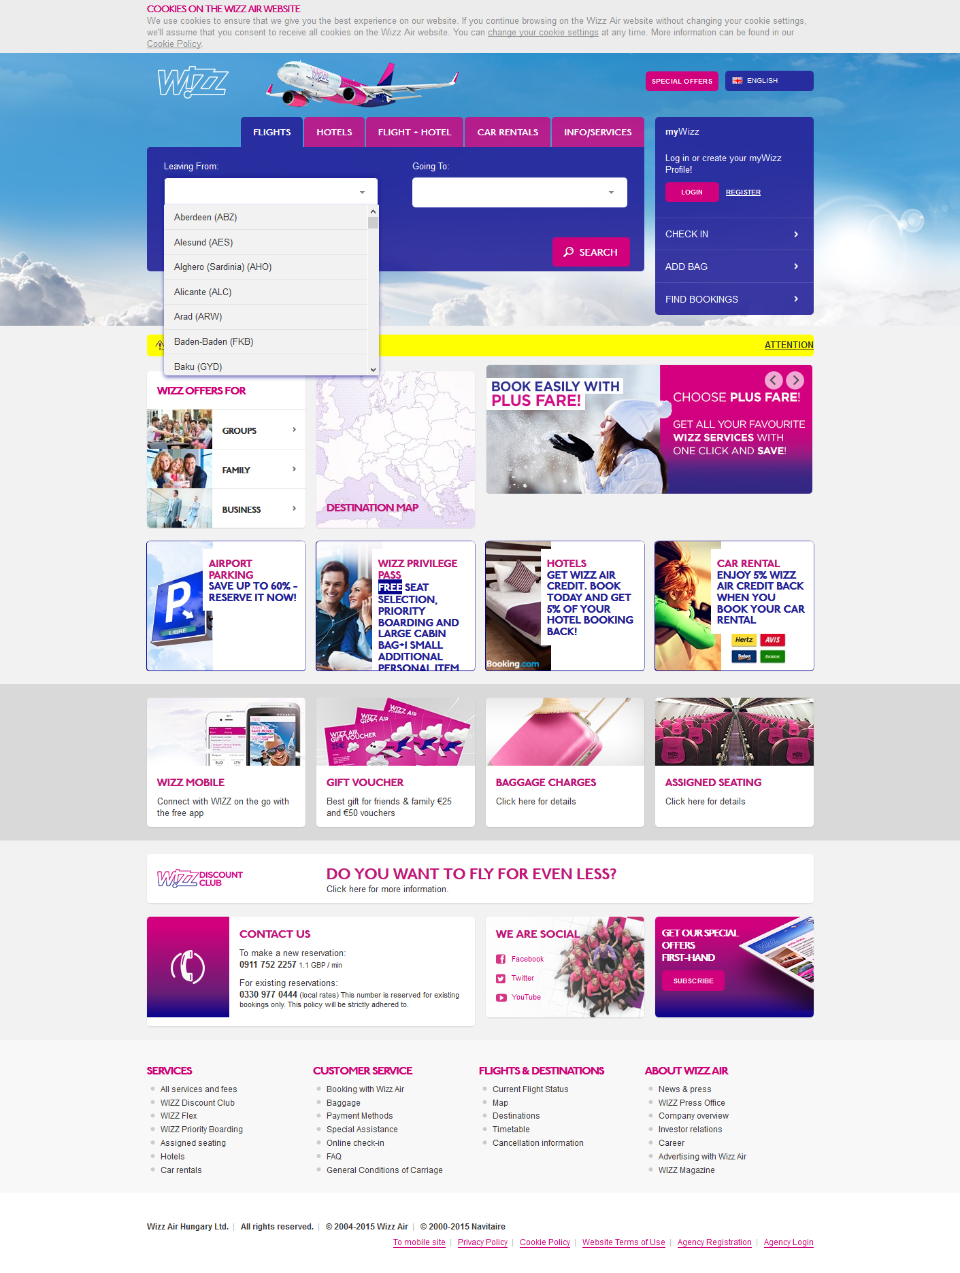 COOKIES ON THE WIZZ AIR WEBSITE
We use cookies to ensure that we give you the best experience on our website. If you continue browsing on the Wizz Air website without changing your cookie settings,
we'll assume that you consent to receive all cookies on the Wizz Air website. You can change your cookie settings at any time. More information can be found in our
Cookie Policy.
WIZZ
SPECIAL OFFERS
ENGLISH
FLIGHTS
HOTELS
FLIGHT + HOTEL
CAR RENTALS
INFO/SERVICES
Leaving From:
Going To:
Aberdeen (ABZ)
Alesund (AES)
Alghero (Sardinia) (AHO)
Alicante (ALC)
Arad (ARW)
Baden-Baden (FKB)
Baku (GYD)
SEARCH
myWizz
Log in or create your myWizz
Profile!
LOGIN
REGISTER
CHECK IN
ADD BAG
FIND BOOKINGS
ATTENTION
WIZZ OFFERS FOR
GROUPS
FAMILY
BUSINESS
DESTINATION MAP
BOOK EASILY WITH
PLUS FARE!
CHOOSE PLUS FARE!
GET ALL YOUR FAVOURITE
WIZZ SERVICES WITH
ONE CLICK AND SAVE!
AIRPORT
PARKING
SAVE UP TO 60% –
RESERVE IT NOW!
P
LIBRE
WIZZ PRIVILEGE
PASS
FREE SEAT
SELECTION,
PRIORITY
BOARDING AND
LARGE CABIN
BAG+1 SMALL
ADDITIONAL
PERSONAL ITEM
HOTELS
GET WIZZ AIR
CREDIT. BOOK
TODAY AND GET
5% OF YOUR
HOTEL BOOKING
BACK!
Booking.com
CAR RENTAL
ENJOY 5% WIZZ
AIR CREDIT BACK
WHEN YOU
BOOK YOUR CAR
RENTAL
Hertz
AVIS
WIZZ MOBILE
Connect with WIZZ on the go with
the free app
WIZZ AIR
GIFT VOUCHER
GIFT VOUCHER
Best gift for friends & family €25
and €50 vouchers
BAGGAGE CHARGES
Click here for details
ASSIGNED SEATING
Click here for details
WIZZ DISCOUNT
CLUB
DO YOU WANT TO FLY FOR EVEN LESS?
Click here for more information.
CONTACT US
To make a new reservation:
0911 752 2257 1.1 GBP / min
For existing reservations:
0330 977 0444 (local rates) This number is reserved for existing
bookings only. This policy will be strictly adhered to.
WE ARE SOCIAL
Facebook
Twitter
YouTube
GET OUR SPECIAL
OFFERS
FIRST-HAND
SUBSCRIBE
SERVICES
All services and fees
WIZZ Discount Club
WIZZ Flex
WIZZ Priority Boarding
Assigned seating
Hotels
Car rentals
CUSTOMER SERVICE
Booking with Wizz Air
Baggage
Payment Methods
Special Assistance
Online check-in
FAQ
General Conditions of Carriage
FLIGHTS & DESTINATIONS
Current Flight Status
Map
Destinations
Timetable
Cancellation information
ABOUT WIZZ AIR
News & press
WIZZ Press Office
Company overview
Investor relations
Career
Advertising with Wizz Air
WIZZ Magazine
Wizz Air Hungary Ltd. | All rights reserved. | © 2004-2015 Wizz Air | © 2000-2015 Navitaire
To mobile site | Privacy Policy | Cookie Policy | Website Terms of Use | Agency Registration | Agency Login